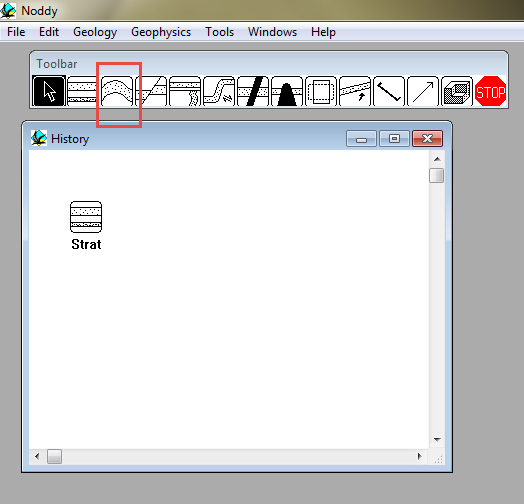 Noddy
File Edit Geology Geophysics Tools Windows Help
Toolbar
STOP
History
Strat